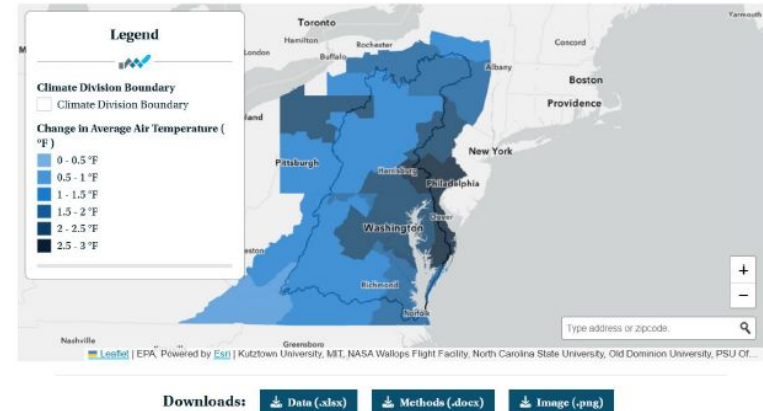 Legend
Climate Division Boundary
Climate Division Boundary
Change in Average Air Temperature (
°F )
0 - 0.5 °F
0.5 - 1 °F
1 - 1.5 °F
1.5 - 2 °F
2 - 2.5 °F
2.5 - 3 °F
Toronto
Hamilton
Rochester
London
Buffalo
Albany
Concord
Yarmouth
Boston
Providence
land
New York
Pittsburgh
Harrisburg
Philadelphia
Dover
Washington
eston
Richmond
Norfolk
Nashville
Greensboro
+
−
Type address or zipcode.
Leaflet | EPA, Powered by Esri | Kutztown University, MIT, NASA Wallops Flight Facility, North Carolina State University, Old Dominion University, PSU Of...
Downloads: Data (.xlsx) Methods (.docx) Image (.png)